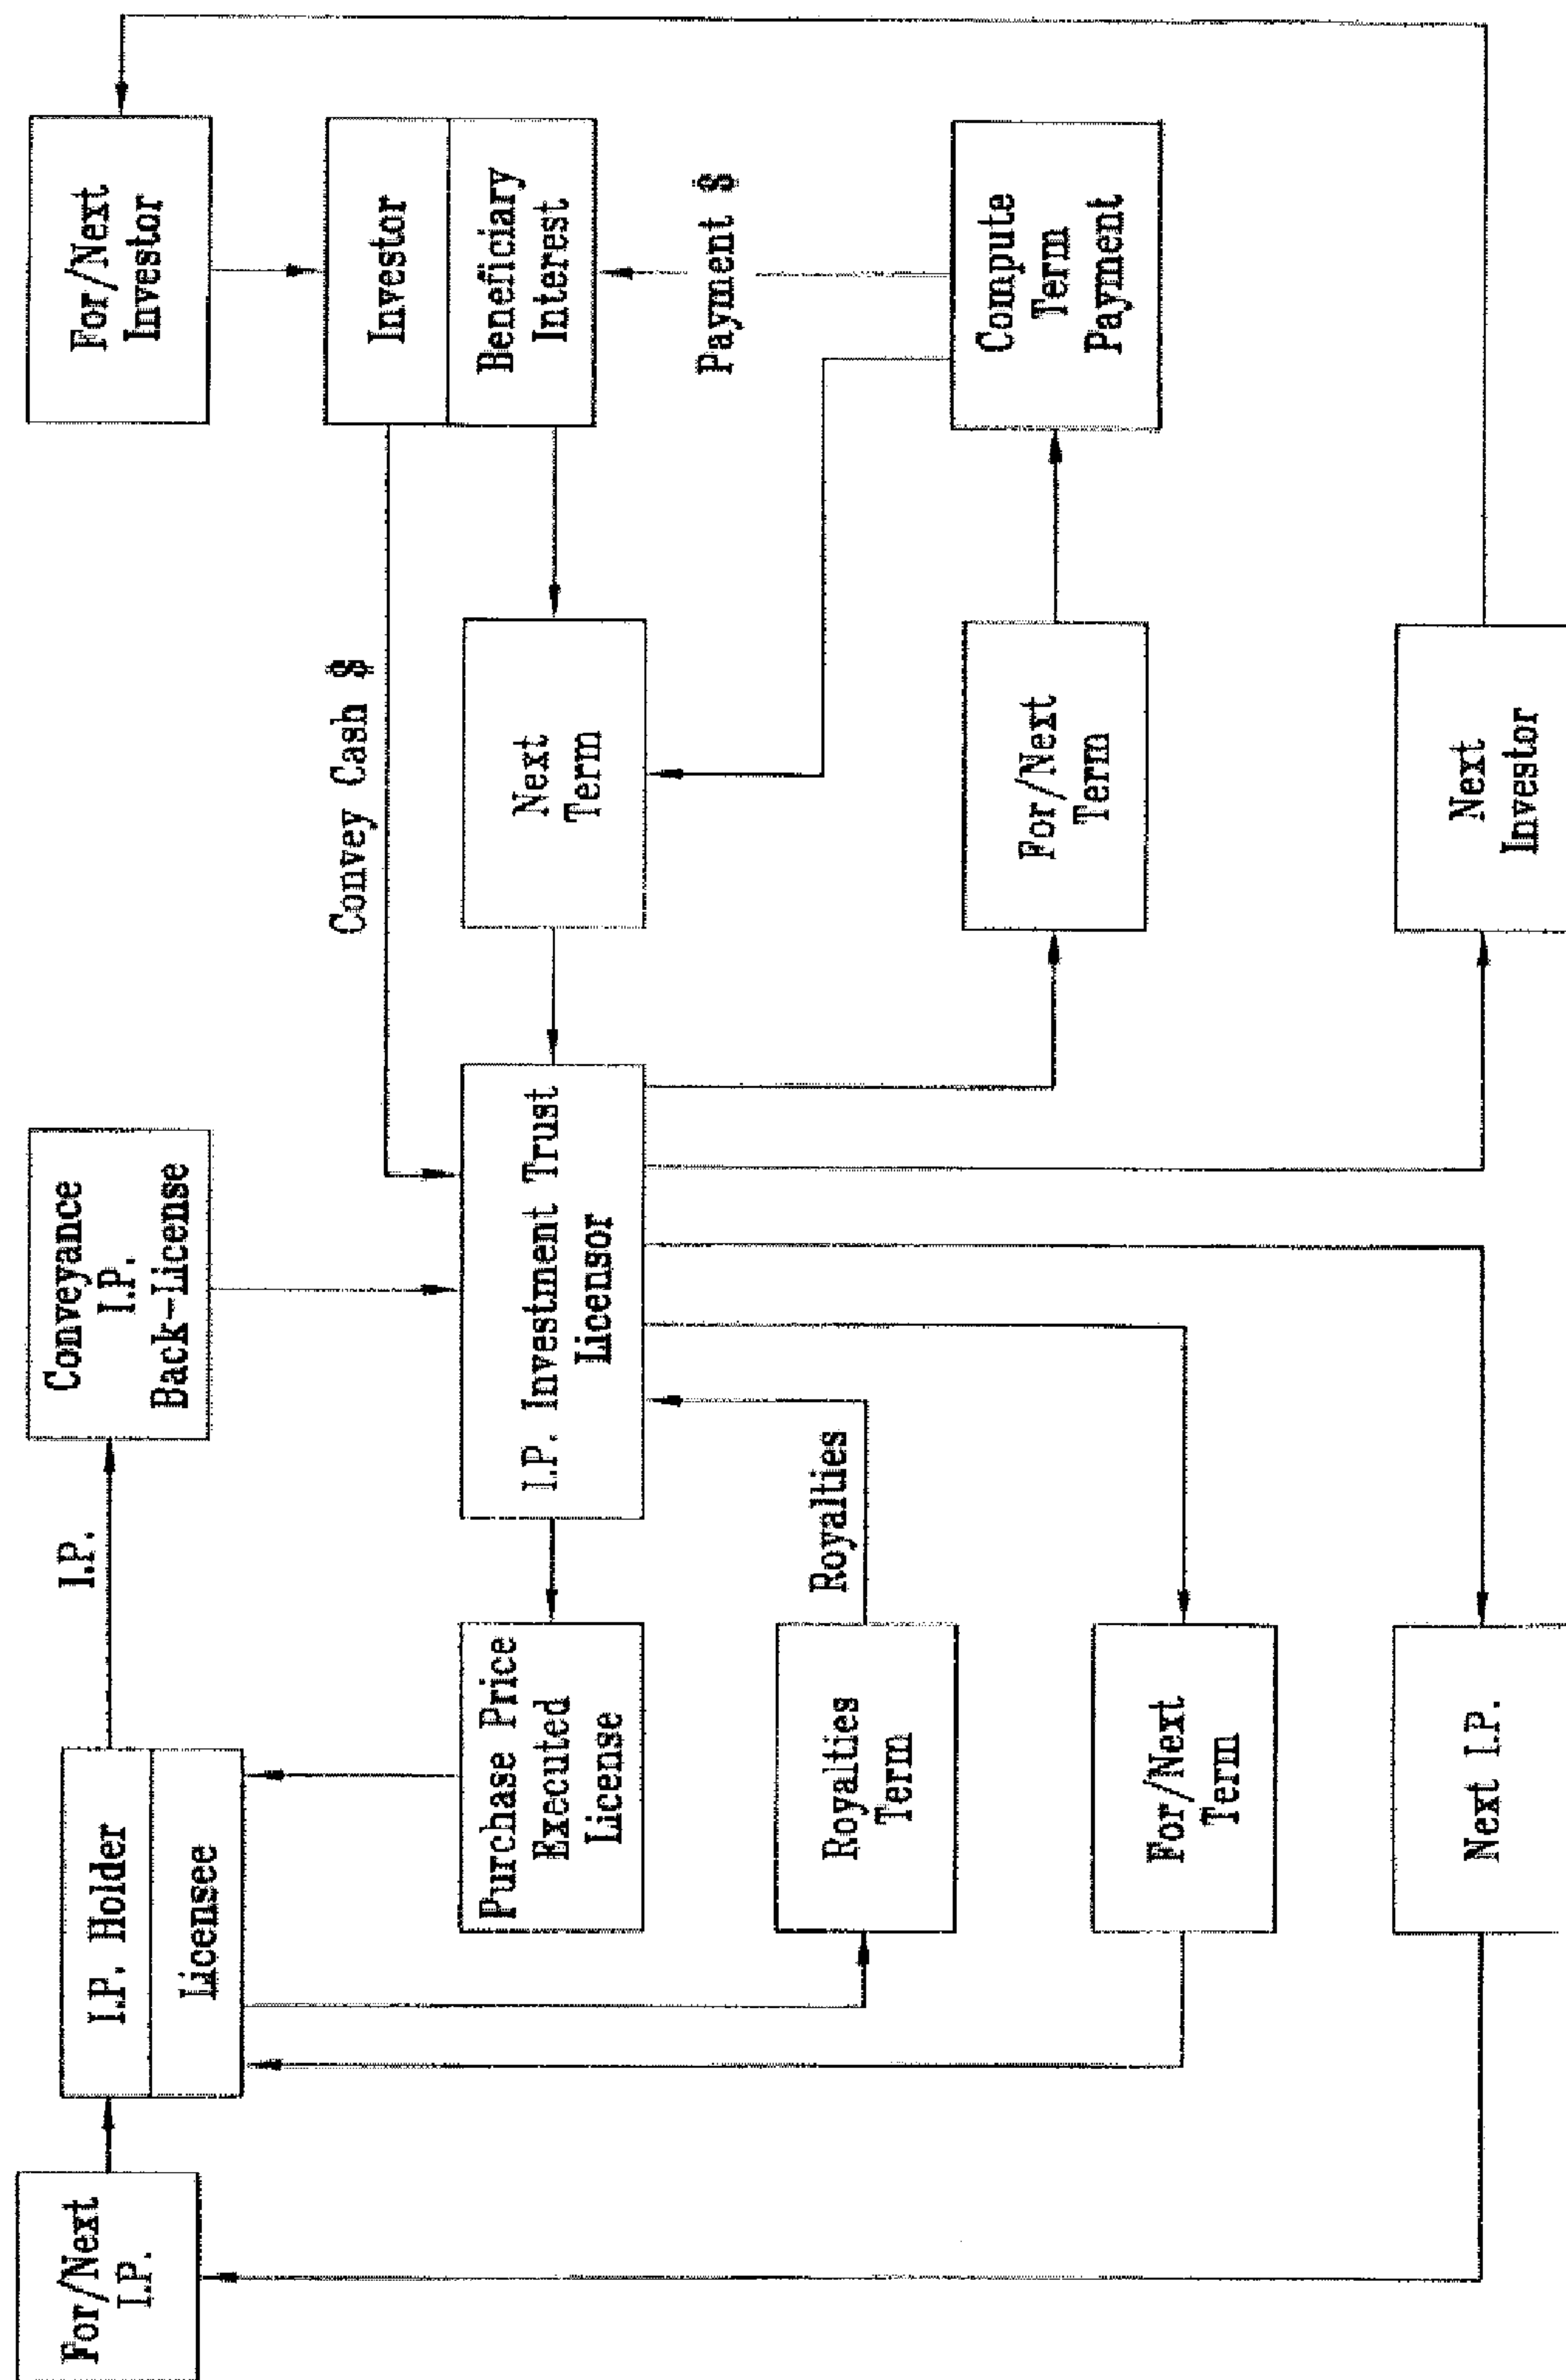 For/Next
I.P.
I.P. Holder
Licensee
I.P.
Conveyance
I.P.
Back-License
For/Next
Investor
Investor
Beneficiary
Interest
Convey Cash $
Purchase Price
Executed
License
I.P. Investment Trust
Licensor
Next
Term
Payment $
Royalties
Term
Royalties
For/Next
Term
For/Next
Term
Compute
Term
Payment
Next I.P.
Next
Investor